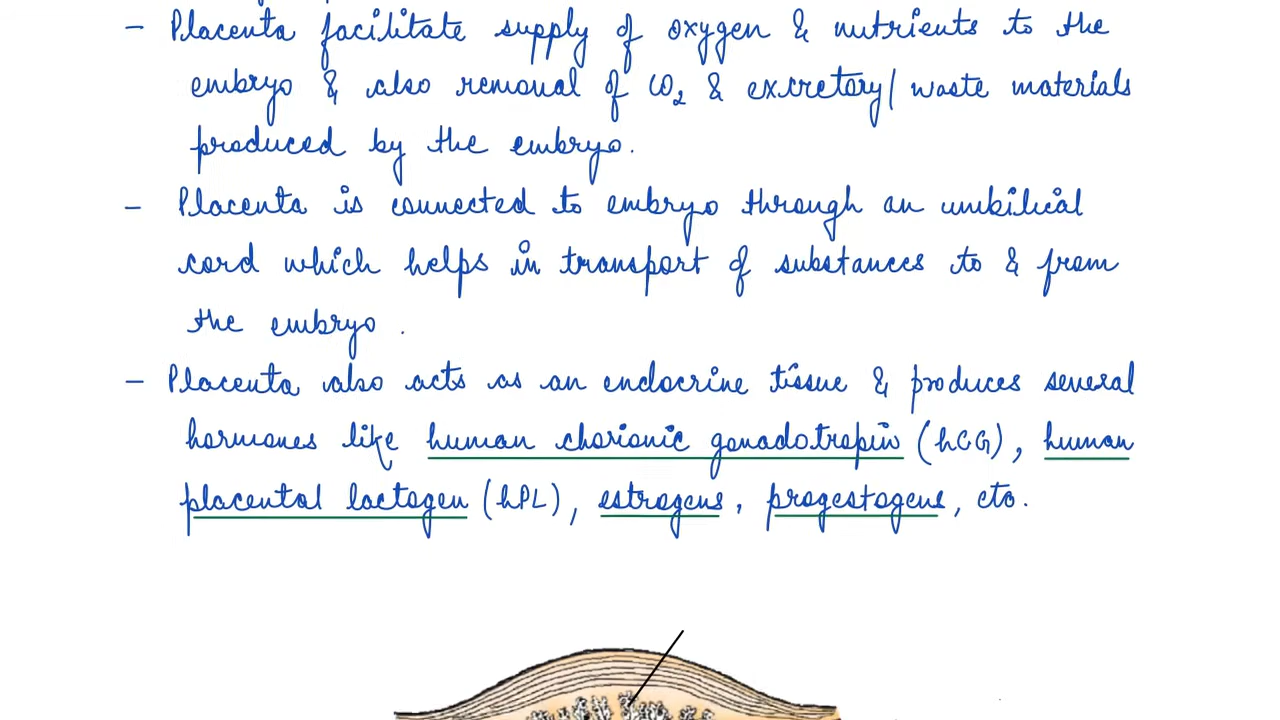 - Placenta facilitate supply of oxygen & nutrients to the
embryo & also removal of CO2 & excretory/ waste materials
produced by the embryo.
- Placenta is connected to embryo through an umbilical
cord which helps in transport of substances to & from
the embryo.
- Placenta also acts as an endocrine tissue & produces several
hormones like human chorionic gonadotropin (hCG), human
placental lactogen (hPL), estrogens, progestogens, etc.